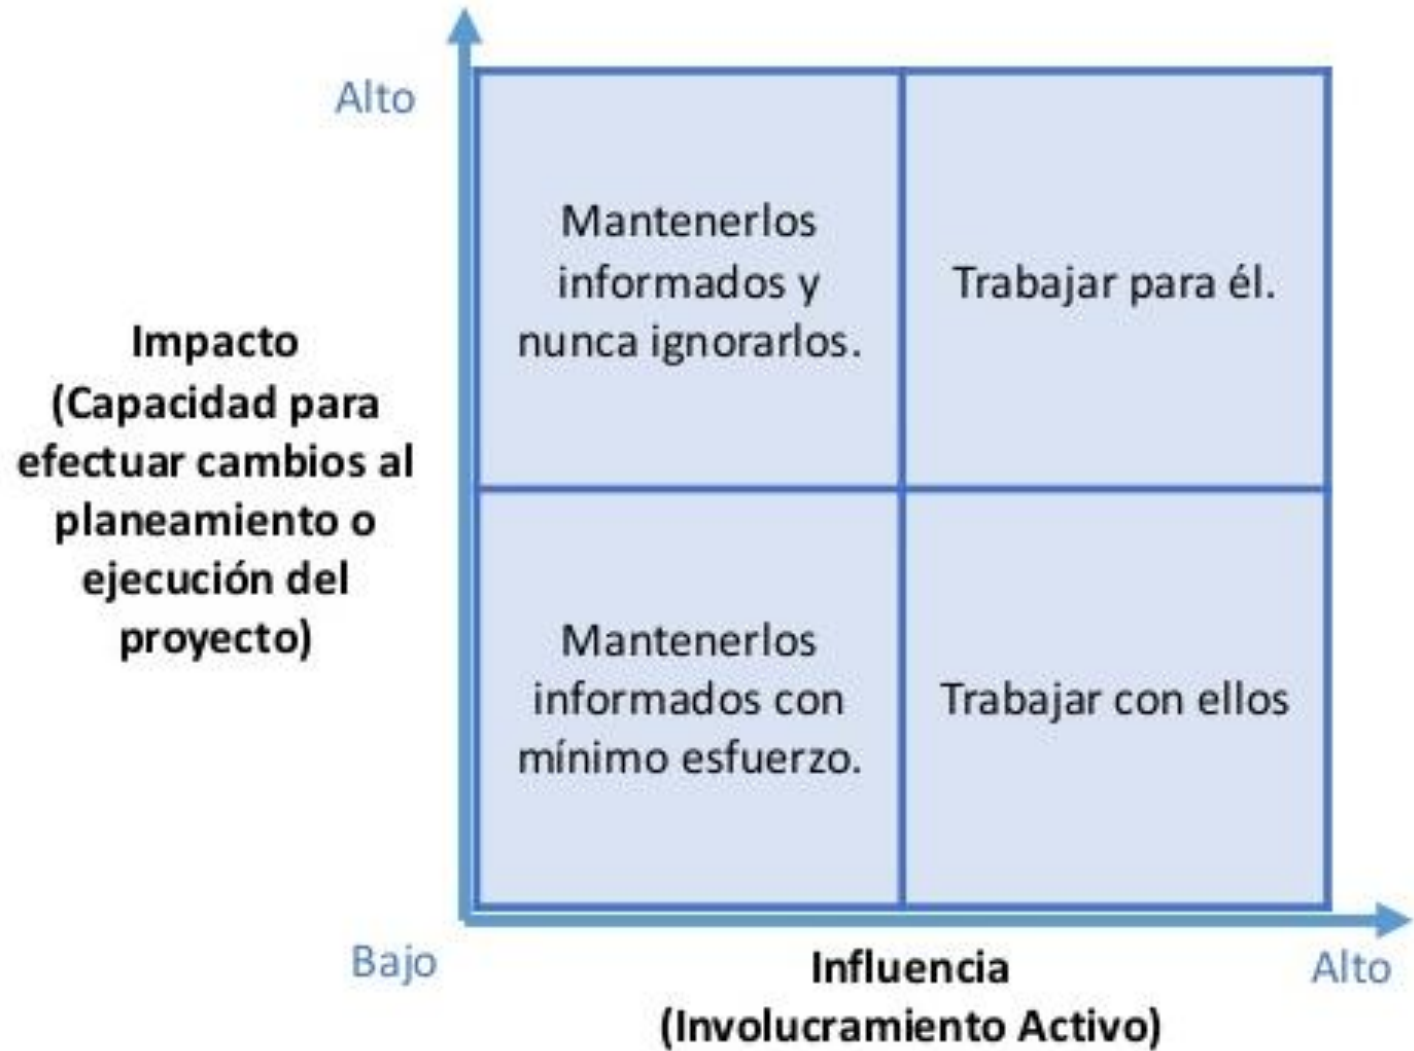 Alto
Impacto
(Capacidad para
efectuar cambios al
planeamiento o
ejecución del
proyecto)
Mantenerlos
informados y
nunca ignorarlos.
Trabajar para él.
Mantenerlos
informados con
mínimo esfuerzo.
Trabajar con ellos
Bajo
Influencia
(Involucramiento Activo)
Alto